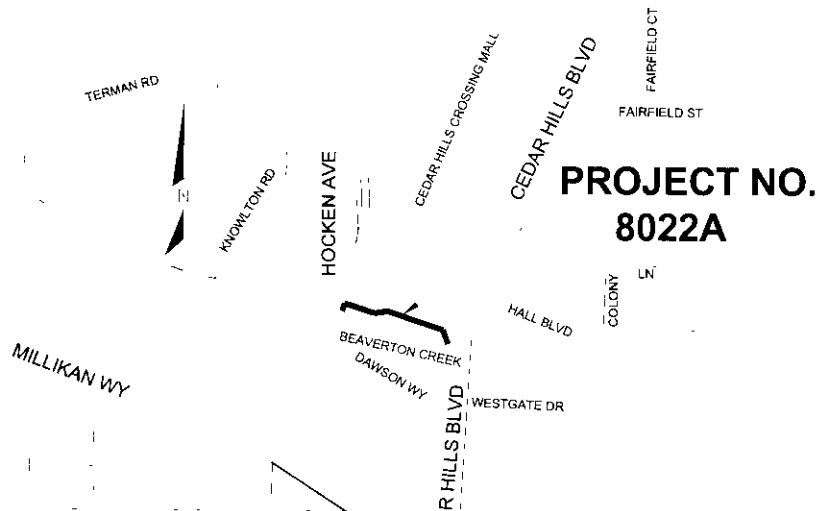 FAIRFIELD CT
TERMAN RD
CEDAR HILLS CROSSING MALL
CEDAR HILLS BLVD
FAIRFIELD ST
PROJECT NO.
8022A
N
KNOWLTON RD
HOCKEN AVE
LN
COLONY
HALL BLVD
BEAVERTON CREEK
MILLIKAN WY
DAWSON WY
WESTGATE DR
R HILLS BLVD